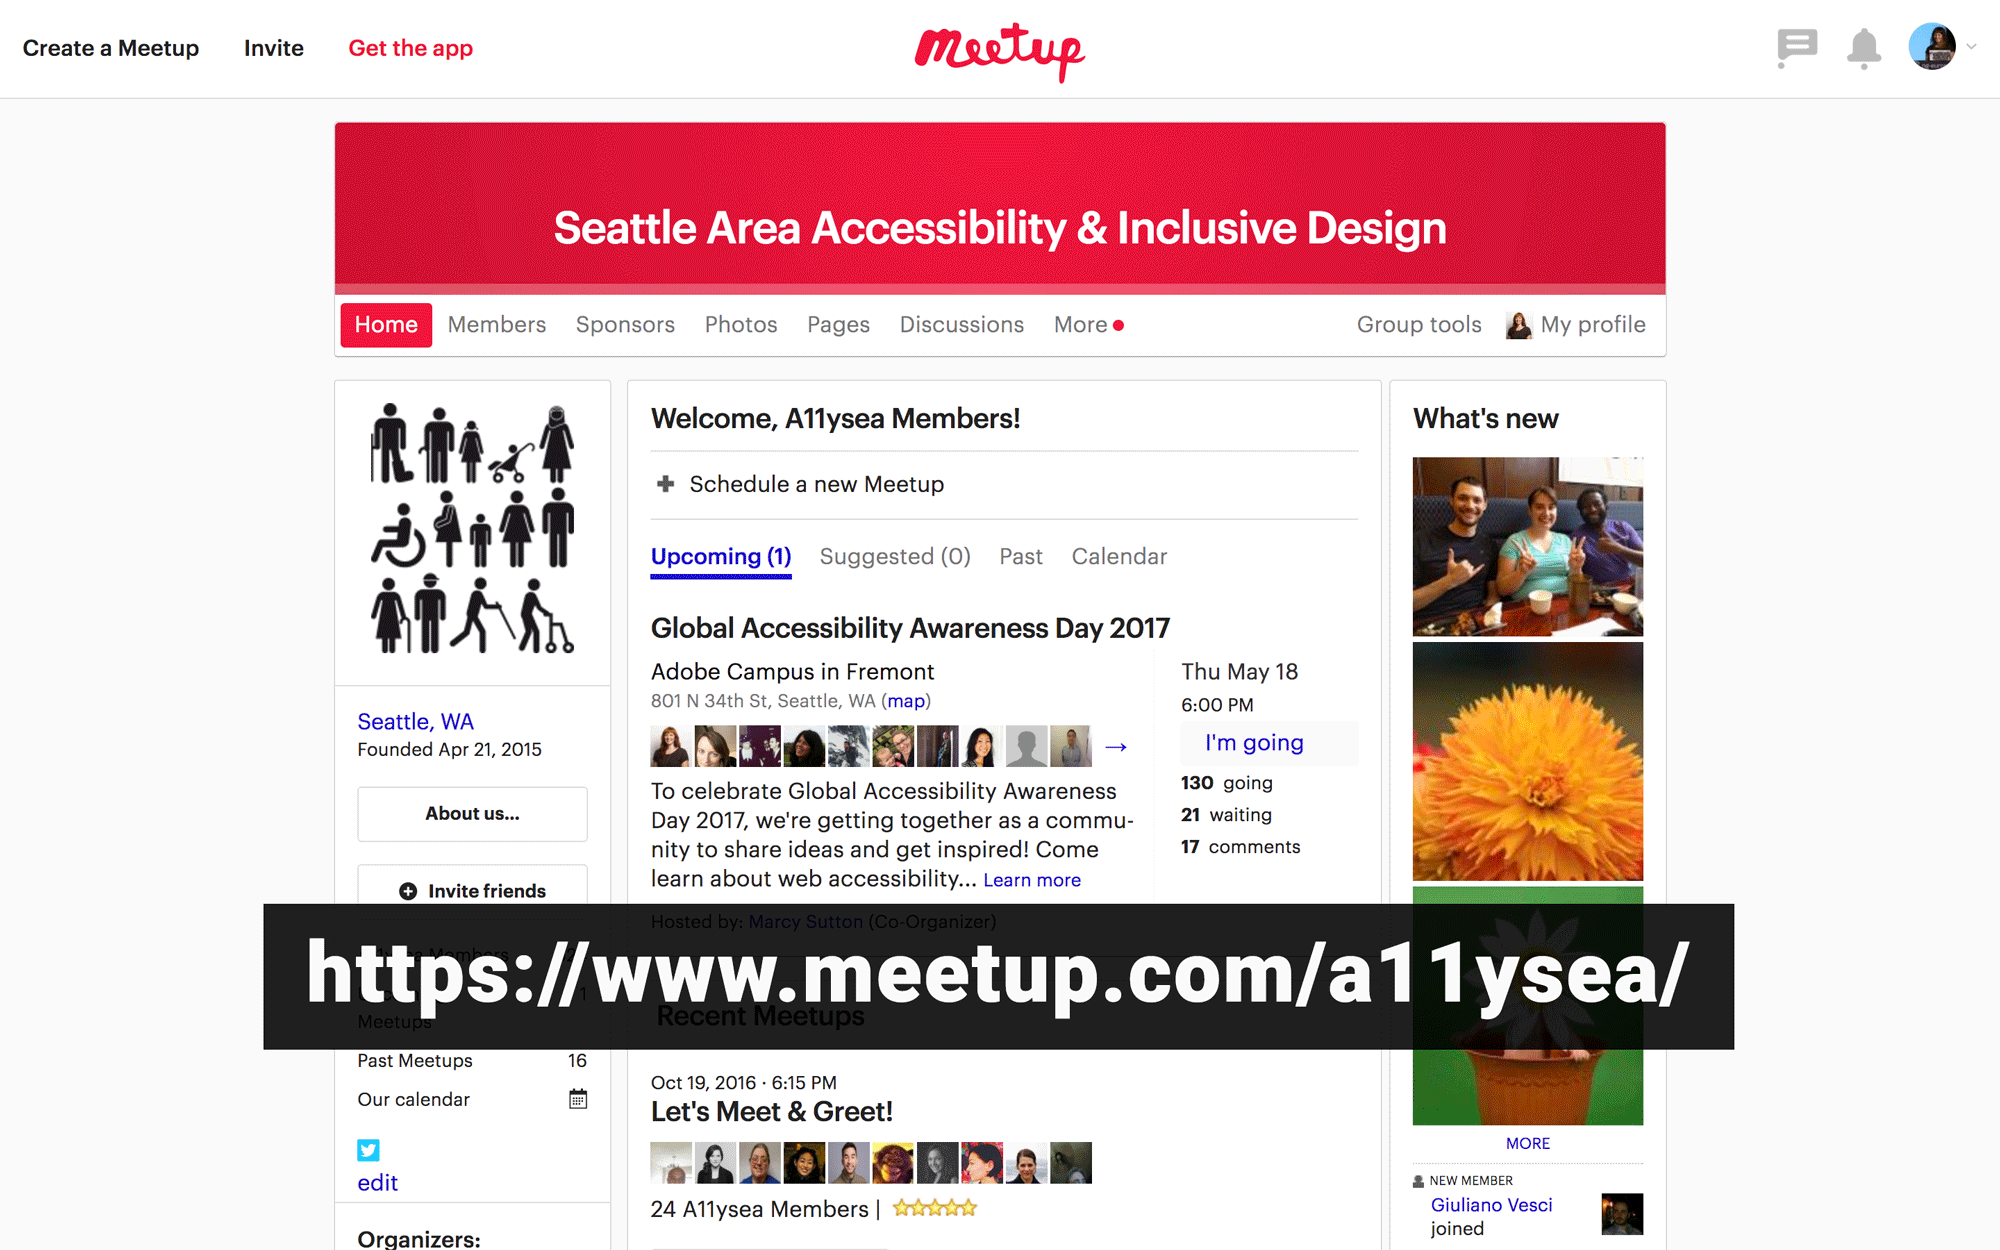 Create a Meetup Invite Get the app
meetup
Seattle Area Accessibility & Inclusive Design
Home Members Sponsors Photos Pages Discussions More Group tools My profile
Seattle, WA
Founded Apr 21, 2015
About us...
Invite friends
Meetups
Past Meetups 16
Our calendar
edit
Organizers:
Welcome, A11ysea Members!
Schedule a new Meetup
Upcoming (1) Suggested (0) Past Calendar
Global Accessibility Awareness Day 2017
Adobe Campus in Fremont
801 N 34th St, Seattle, WA (map)
To celebrate Global Accessibility Awareness
Day 2017, we're getting together as a commu-
nity to share ideas and get inspired! Come
learn about web accessibility... Learn more
Thu May 18
6:00 PM
I'm going
130 going
21 waiting
17 comments
Hosted by: Marcy Sutton (Co-Organizer)
https://www.meetup.com/a11ysea/
Recent Meetups
Oct 19, 2016 · 6:15 PM
Let's Meet & Greet!
24 A11ysea Members |
What's new
MORE
NEW MEMBER
Giuliano Vesci
joined